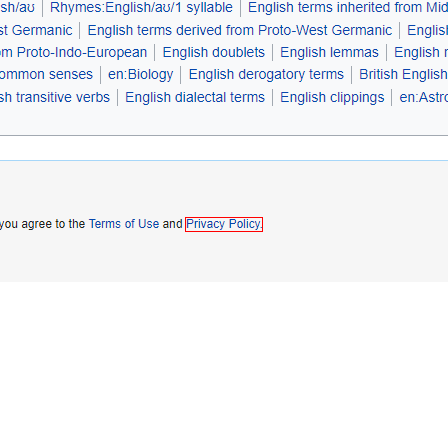 sh/aʊ | Rhymes:English/aʊ/1 syllable | English terms inherited from Mid
st Germanic | English terms derived from Proto-West Germanic | Englis
om Proto-Indo-European | English doublets | English lemmas | English
ommon senses | en:Biology | English derogatory terms | British English
sh transitive verbs | English dialectal terms | English clippings | en:Astr
you agree to the Terms of Use and Privacy Policy.